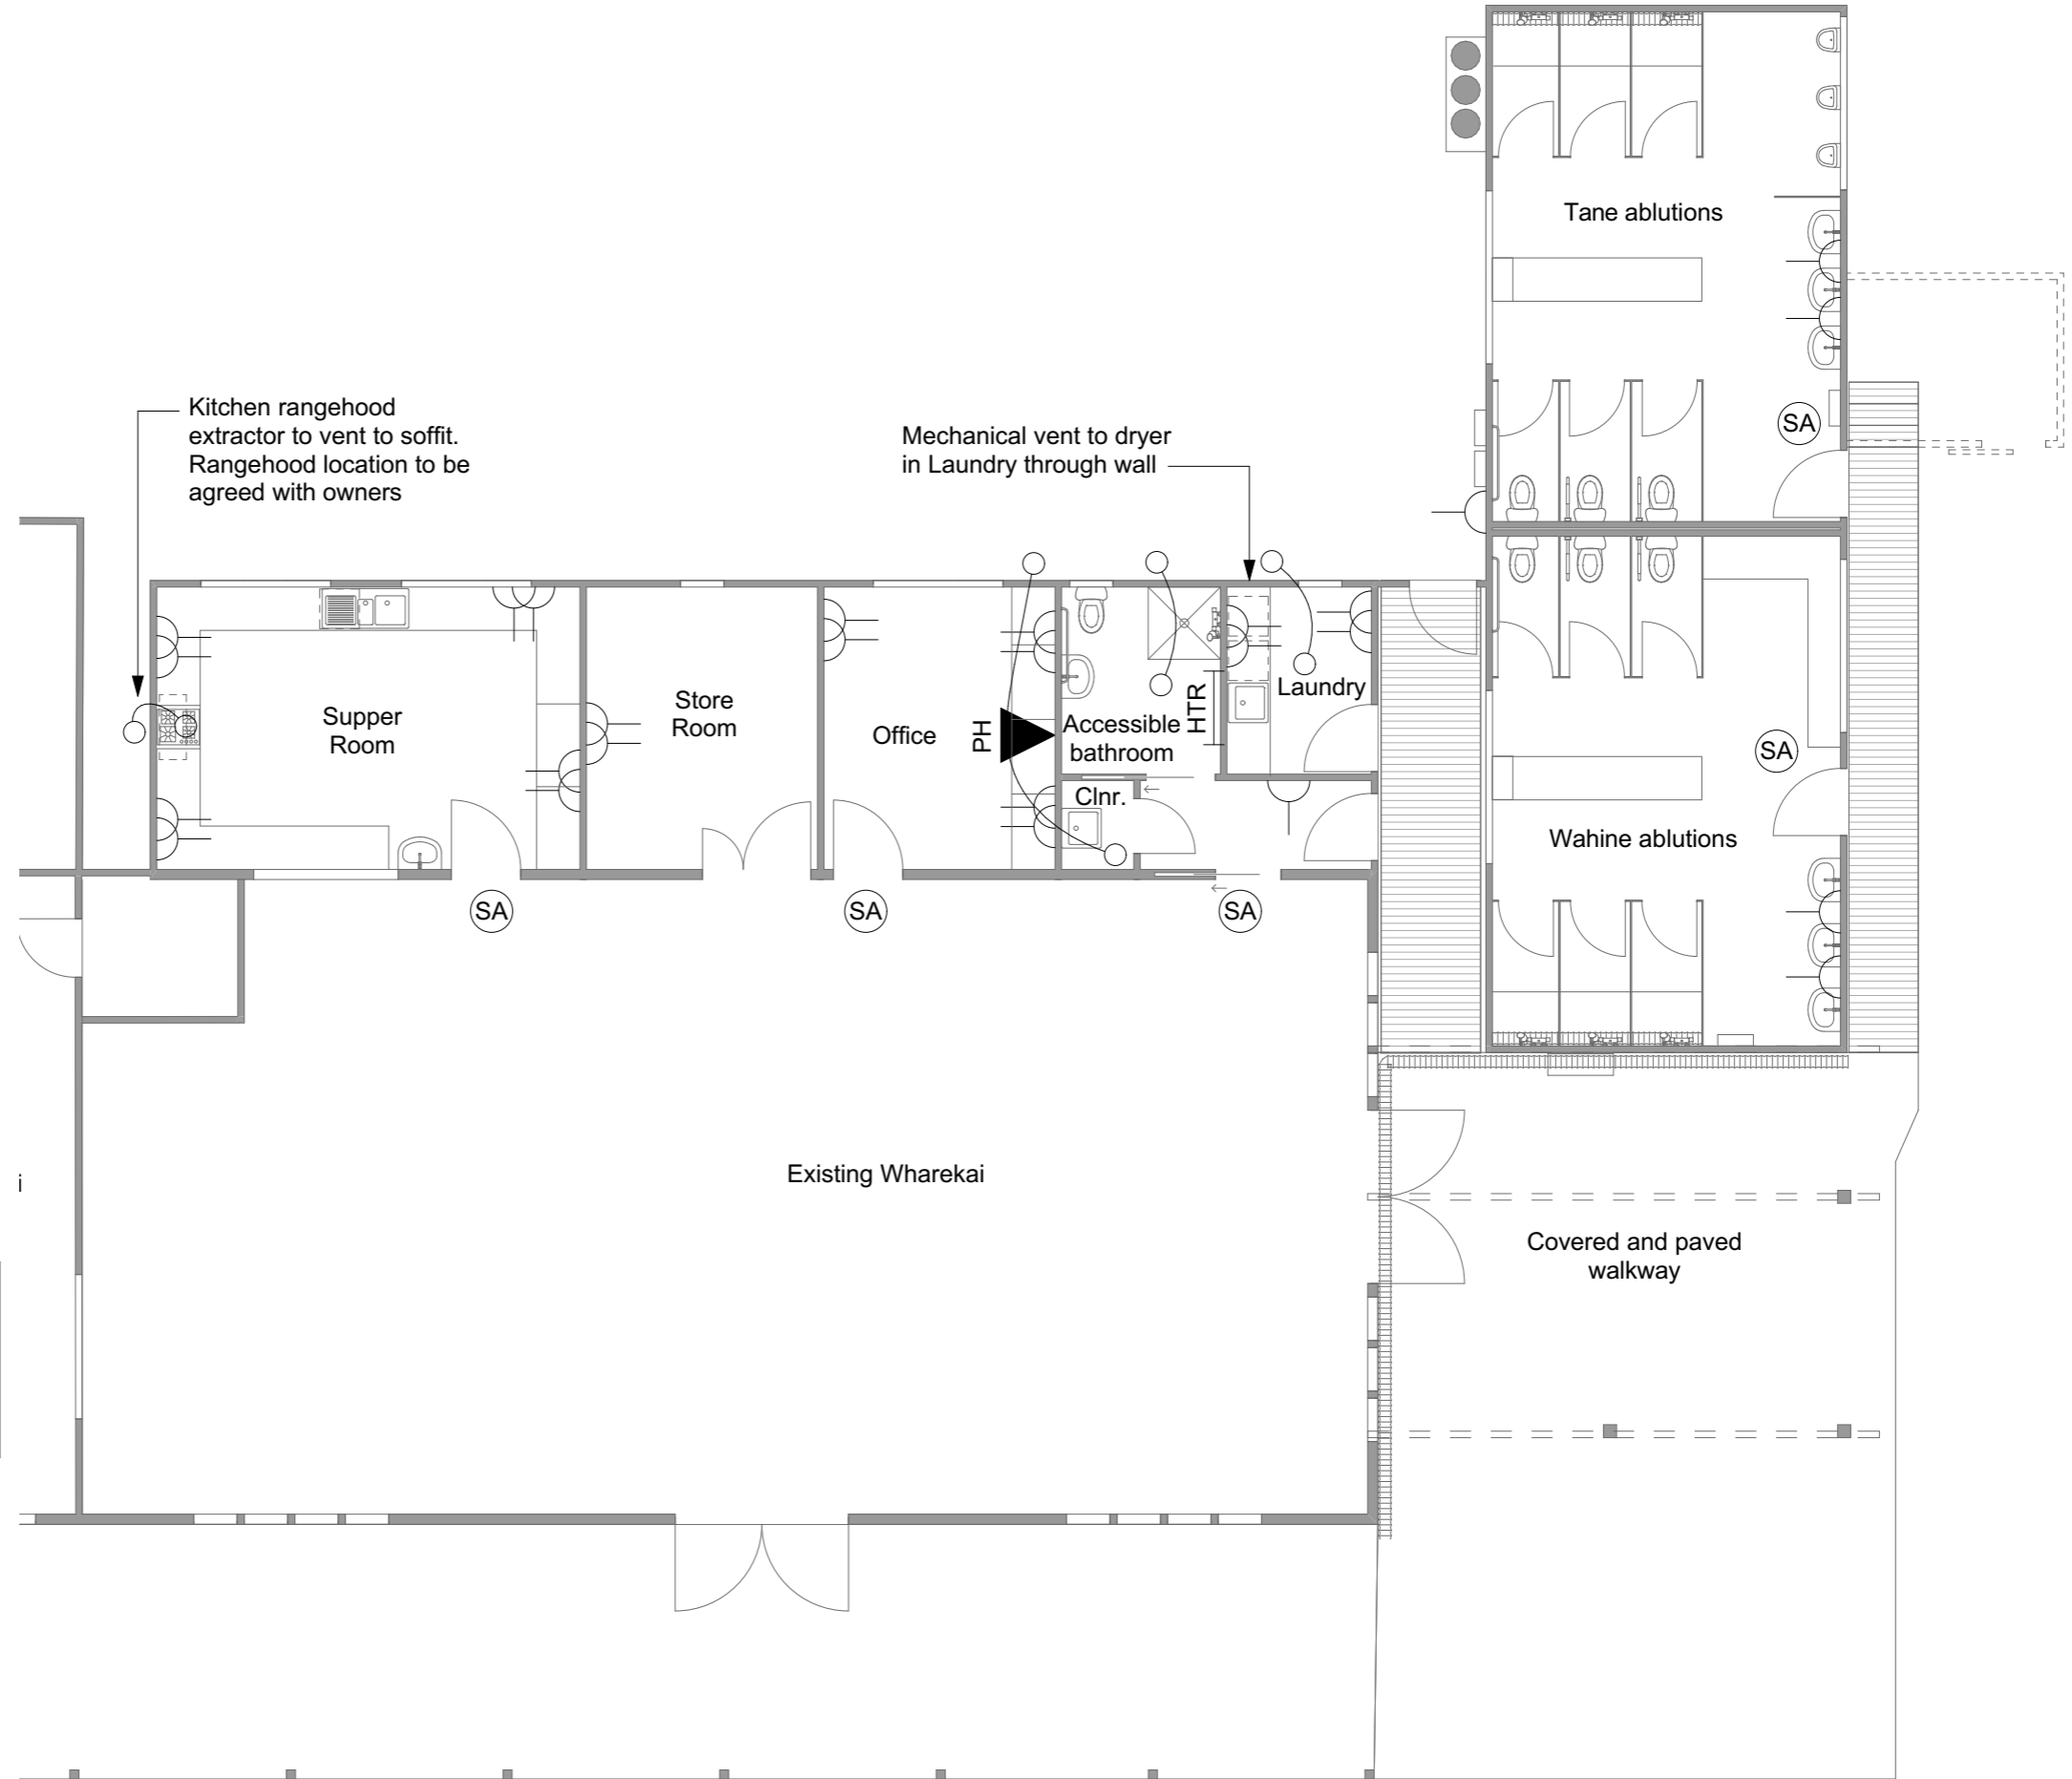 Tane ablutions
Kitchen rangehood
extractor to vent to soffit.
Rangehood location to be
agreed with owners
Mechanical vent to dryer
in Laundry through wall
SA
Supper
Room
Store
Room
Office
PH
Accessible
bathroom
HTR
Laundry
SA
Clnr.
Wahine ablutions
SA
SA
SA
Existing Wharekai
i
Covered and paved
walkway